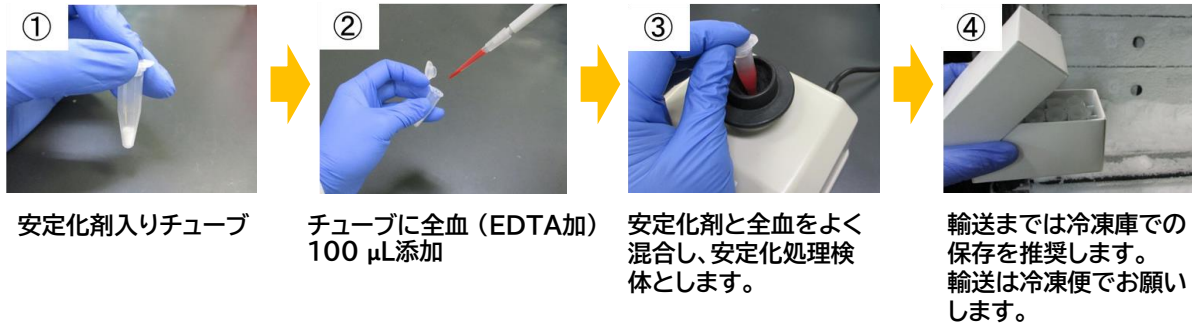 ①
②
③
④
安定化剤入りチューブ
チューブに全血（EDTA加）
100 μL添加
安定化剤と全血をよく
混合し、安定化処理検
体とします。
輸送までは冷凍庫での
保存を推奨します。
輸送は冷凍便でお願い
します。